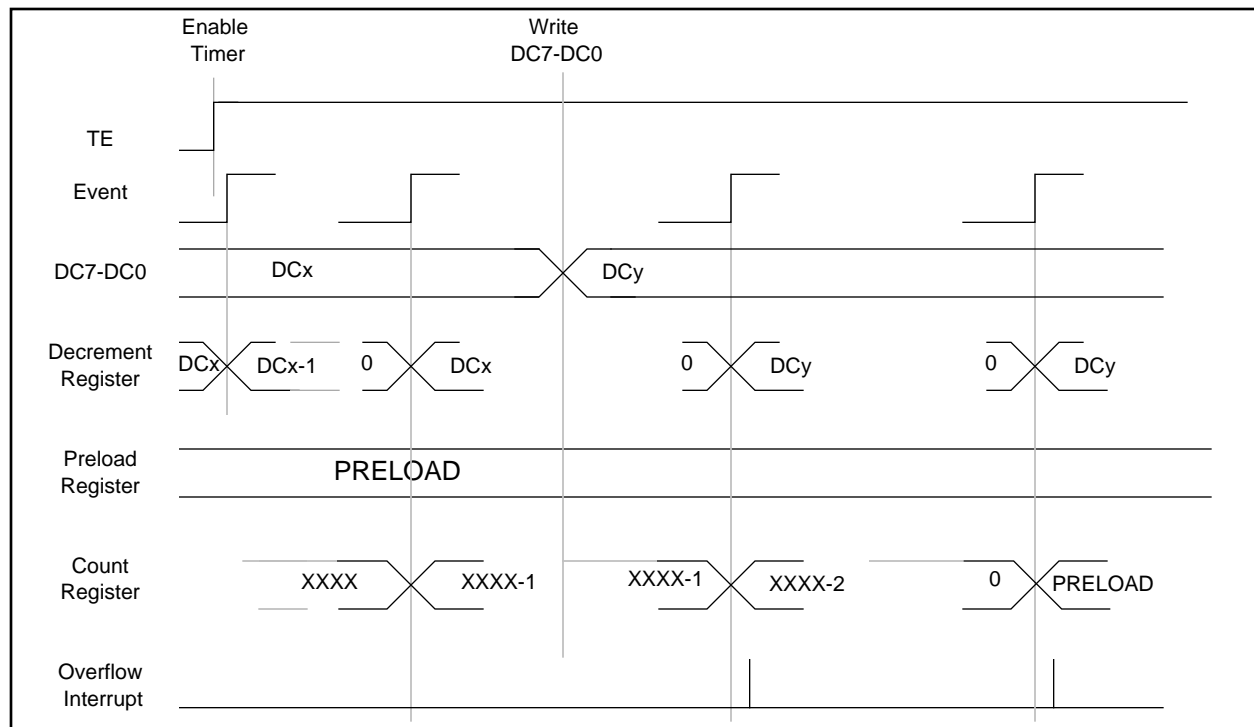 Enable
Timer
Write
DC7-DC0
TE
Event
DC7-DC0
DCx
DCy
Decrement
Register
DCx
DCx-1
0
DCx
0
DCy
0
DCy
Preload
Register
PRELOAD
Count
Register
XXXX
XXXX-1
XXXX-1
XXXX-2
0
PRELOAD
Overflow
Interrupt